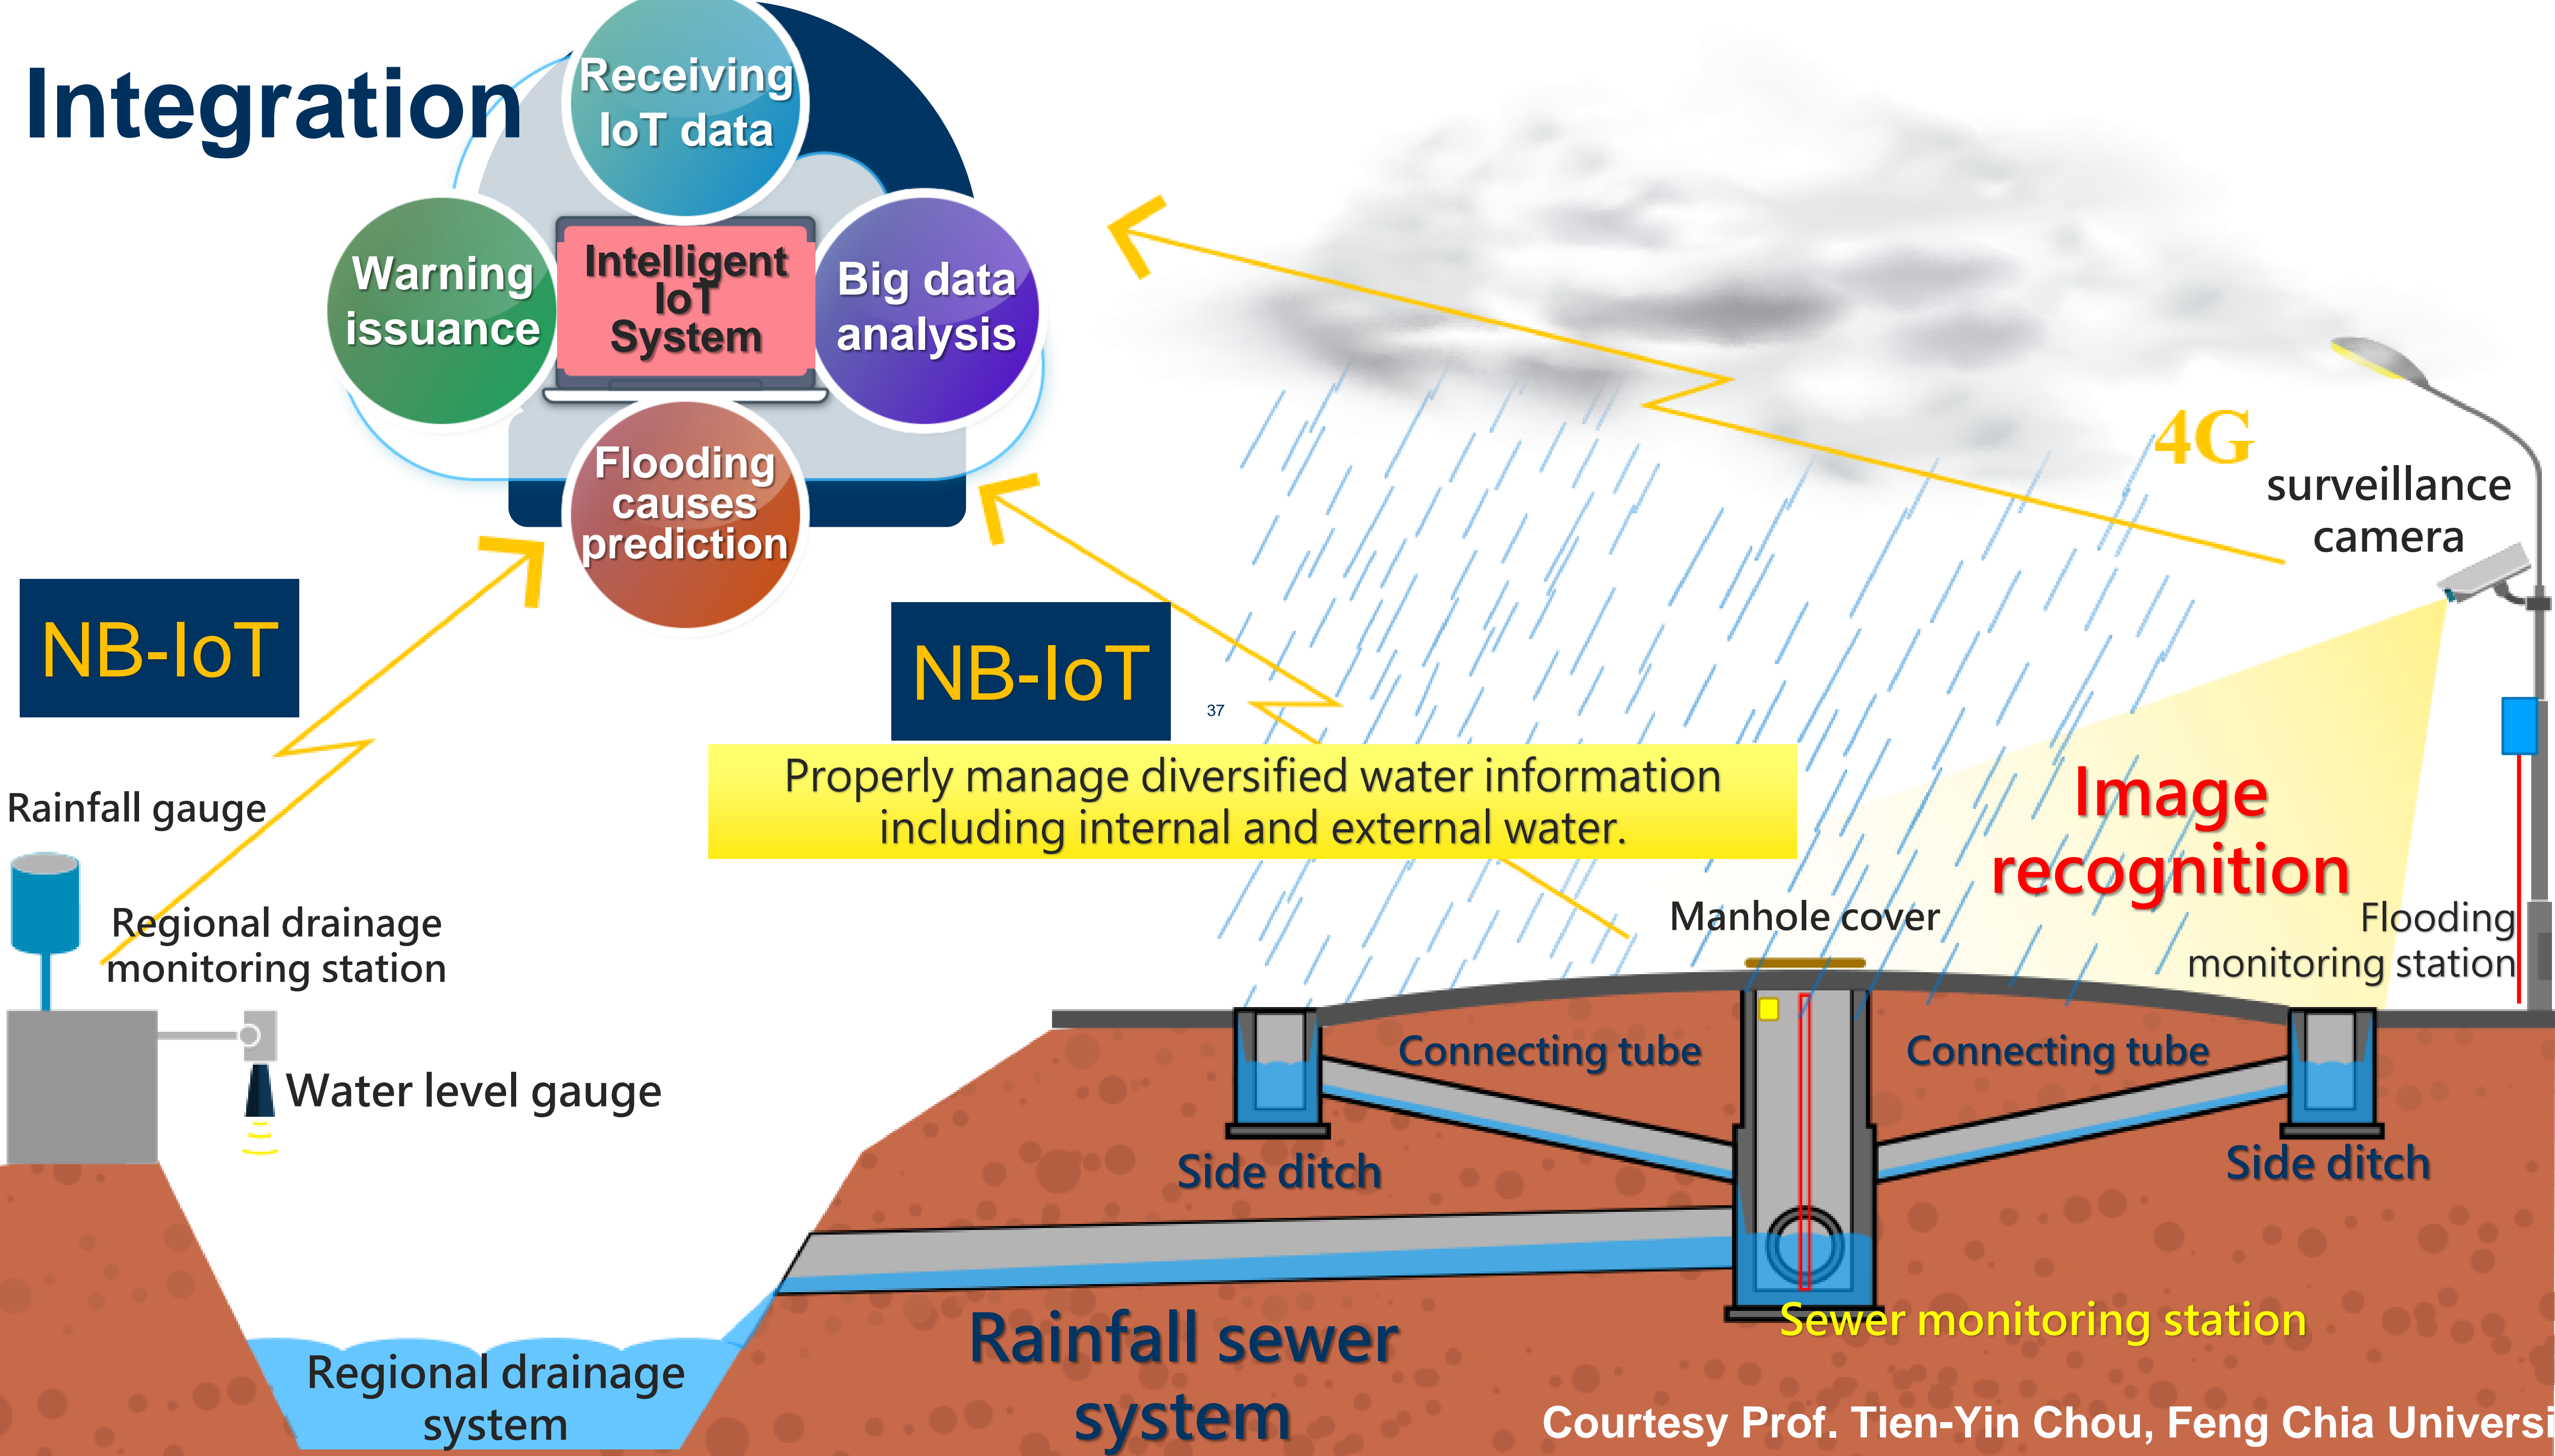 Integration
Receiving
IoT data
Warning
issuance
Intelligent
IoT
System
Big data
analysis
Flooding
causes
prediction
4G
surveillance
camera
NB-IoT
NB-IoT
37
Properly manage diversified water information
including internal and external water.
Image
recognition
Rainfall gauge
Regional drainage
monitoring station
Manhole cover
Flooding
monitoring station
Water level gauge
Connecting tube
Connecting tube
Side ditch
Side ditch
Sewer monitoring station
Rainfall sewer
system
Regional drainage
system
Courtesy Prof. Tien-Yin Chou, Feng Chia Universi